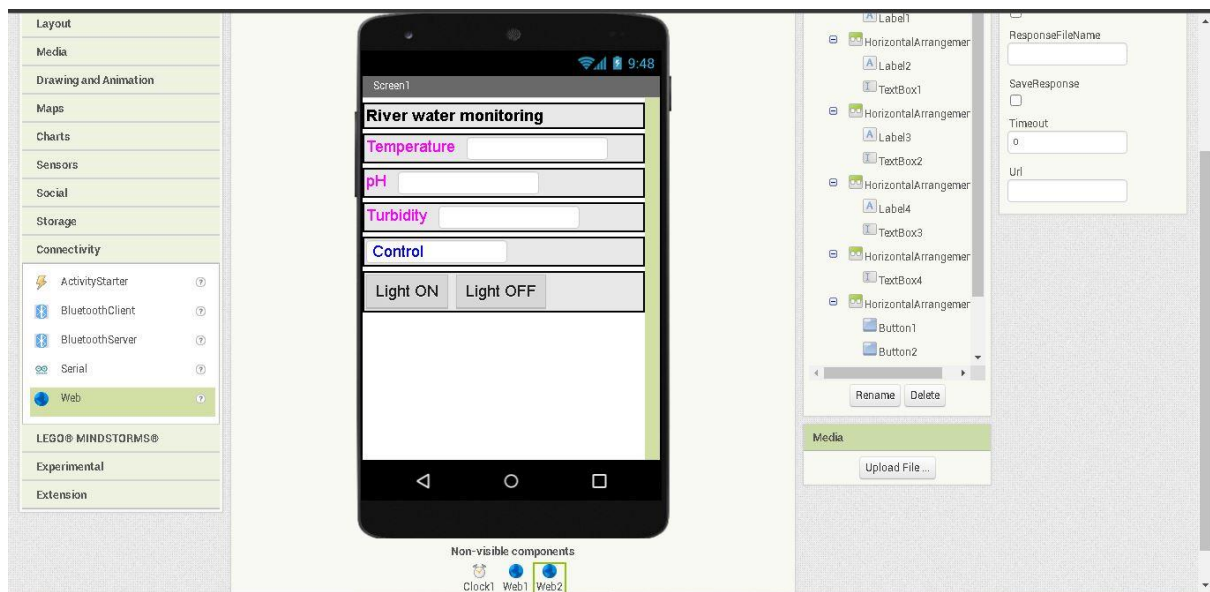 Layout
Media
Drawing and Animation
Maps
Charts
Sensors
Social
Storage
Connectivity
ActivityStarter ?
BluetoothClient ?
BluetoothServer ?
Serial ?
Web ?
LEGO® MINDSTORMS®
Experimental
Extension
9:48
Screen1
River water monitoring
Temperature
pH
Turbidity
Control
Light ON Light OFF
Non-visible components
Clock1 Web1 Web2
Label1
HorizontalArrangemer
Label2
TextBox1
HorizontalArrangemer
Label3
TextBox2
HorizontalArrangemer
Label4
TextBox3
HorizontalArrangemer
TextBox4
HorizontalArrangemer
Button1
Button2
Rename Delete
Media
Upload File ...
ResponseFileName
SaveResponse
Timeout
0
Url